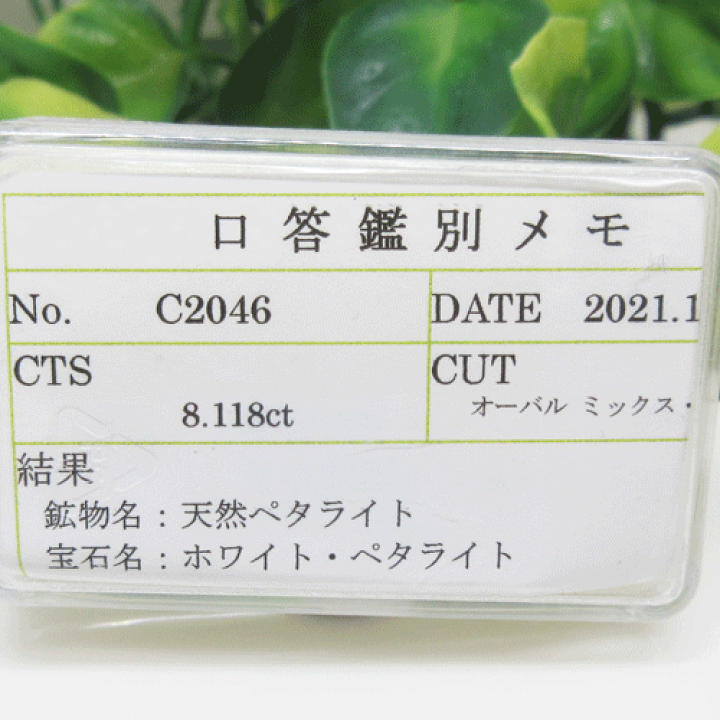 口答鑑別メモ
No. C2046 DATE 2021.1
CTS CUT
8.118ct オーバル ミックス・
結果
鉱物名：天然ペタライト
宝石名：ホワイト・ペタライト